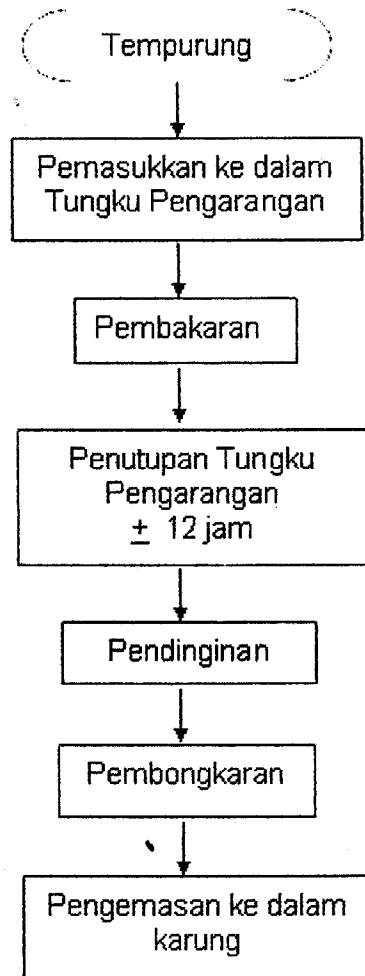 Tempurung
Pemasukkan ke dalam
Tungku Pengarangan
Pembakaran
Penutupan Tungku
Pengarangan
± 12 jam
Pendinginan
Pembongkaran
Pengemasan ke dalam
karung